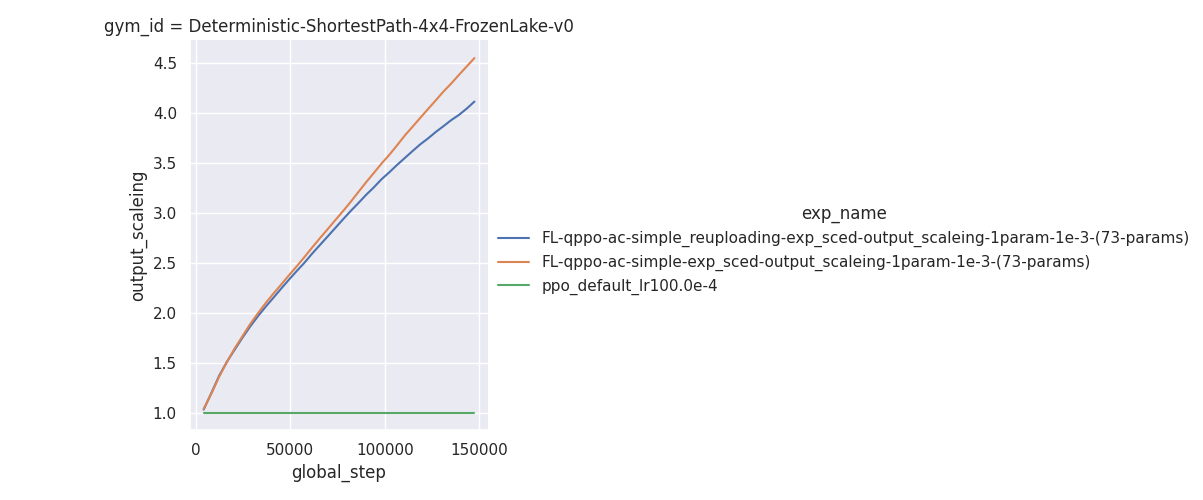 gym_id = Deterministic-ShortestPath-4x4-FrozenLake-v0
4.5
4.0
3.5
3.0
2.5
2.0
1.5
1.0
output_scaleing
0 50000 100000 150000
global_step
exp_name
FL-qppo-ac-simple_reuploading-exp_sced-output_scaleing-1param-1e-3-(73-params)
FL-qppo-ac-simple-exp_sced-output_scaleing-1param-1e-3-(73-params)
ppo_default_lr100.0e-4